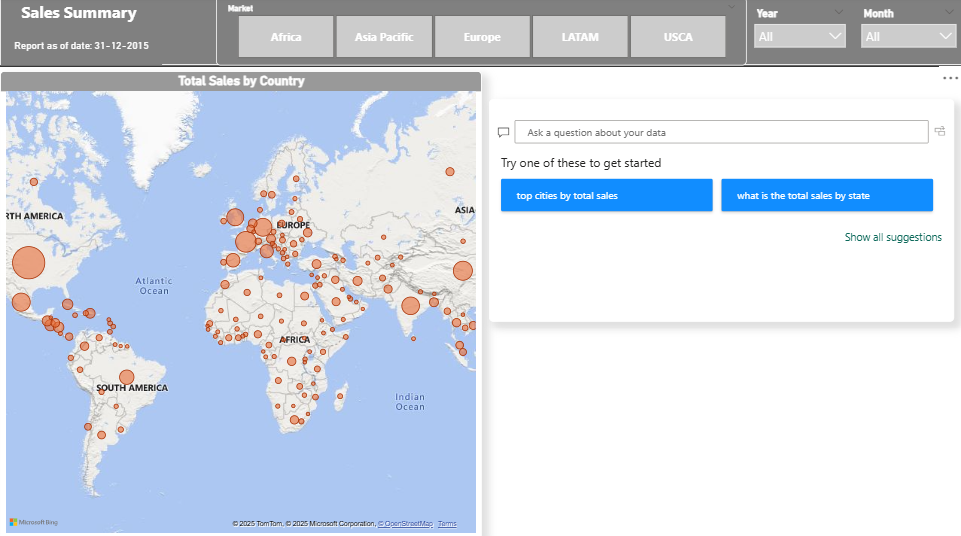 Sales Summary
Report as of date: 31-12-2015
Market
Africa
Asia Pacific
Europe
LATAM
USCA
Year
All
Month
All
Total Sales by Country
RTH AMERICA
EUROPE
ASIA
Atlantic
Ocean
AFRICA
SOUTH AMERICA
Indian
Ocean
Microsoft Bing
© 2025 TomTom, © 2025 Microsoft Corporation, © OpenStreetMap Terms
Ask a question about your data
Try one of these to get started
top cities by total sales
what is the total sales by state
Show all suggestions